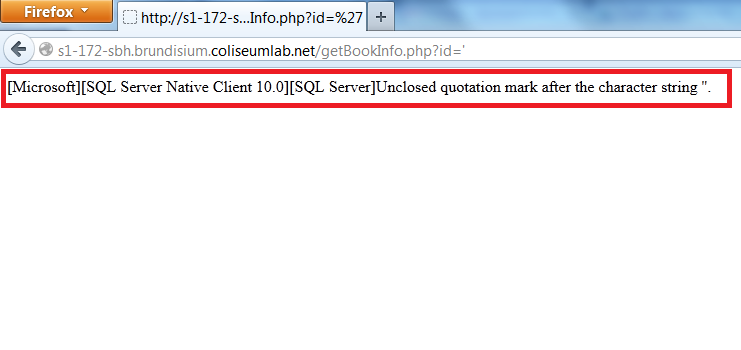 Firefox
http://s1-172-s...Info.php?id=%27
s1-172-sbh.brundisium.coliseumlab.net/getBookInfo.php?id='
[Microsoft][SQL Server Native Client 10.0][SQL Server]Unclosed quotation mark after the character string ''.